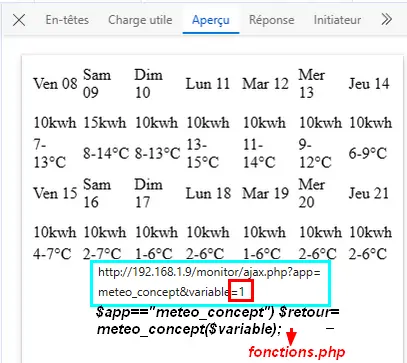 En-têtes Charge utile Aperçu Réponse Initiateur
Ven 08 Sam 09 Dim 10 Lun 11 Mar 12 Mer 13 Jeu 14
10kwh 15kwh 10kwh 10kwh 10kwh 10kwh 10kwh
7-13°C 8-14°C 8-13°C 13-15°C 11-14°C 9-12°C 6-9°C
Ven 15 Sam 16 Dim 17 Lun 18 Mar 19 Mer 20 Jeu 21
10kwh 10kwh 10kwh 10kwh 10kwh 10kwh 10kwh
4-7°C 2-7°C 1-6°C 1-6°C 2-6°C 2-6°C 2-6°C
http://192.168.1.9/monitor/ajax.php?app=
meteo_concept&variable=1
$app=="meteo_concept") $retour=
meteo_concept($variable);
fonctions.php